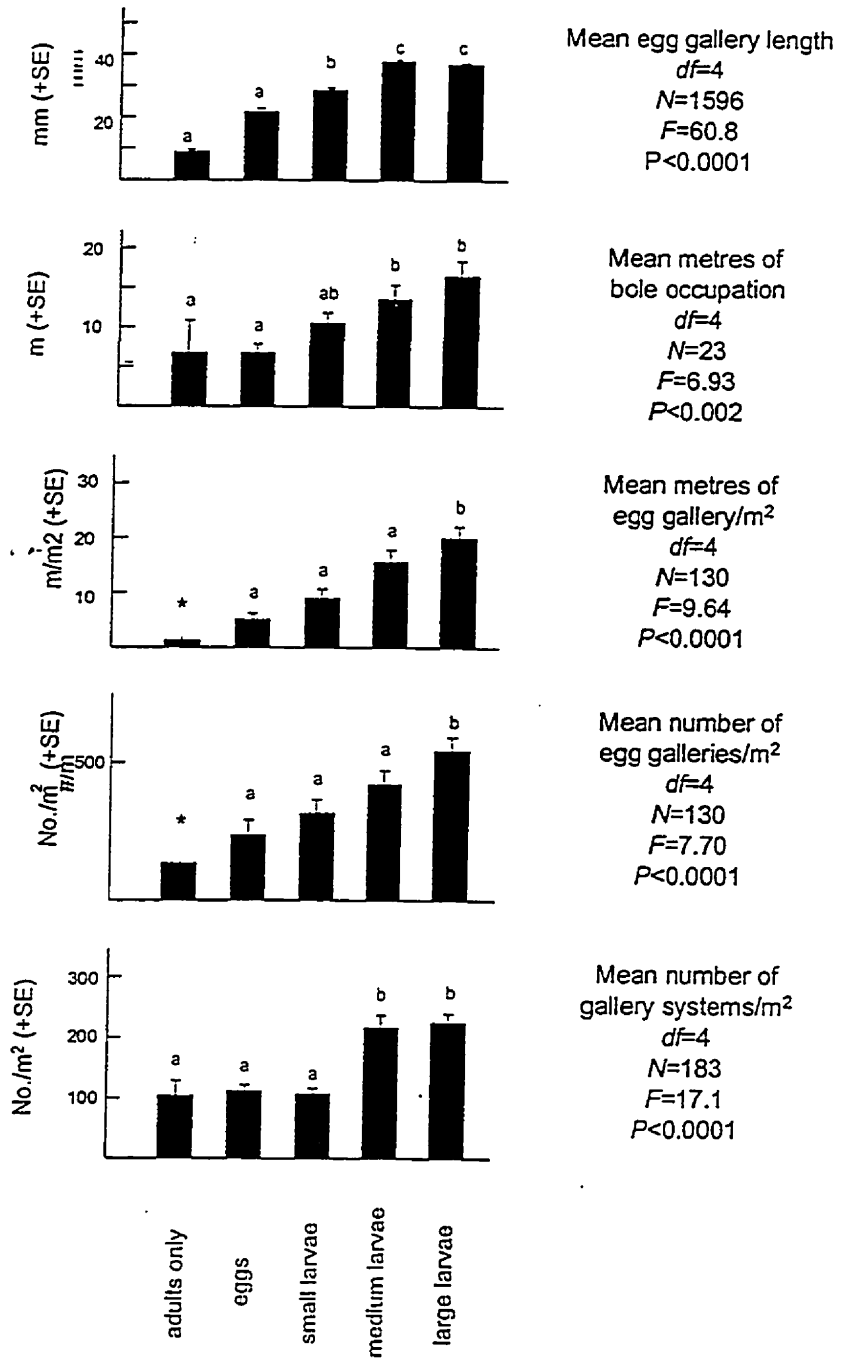 mm (+SE)
40
20
a
a
b
c
c
Mean egg gallery length
df=4
N=1596
F=60.8
P<0.0001
m (+SE)
20
10
a
a
ab
b
b
Mean metres of
bole occupation
df=4
N=23
F=6.93
P<0.002
m/m2 (+SE)
30
20
10
*
a
a
a
b
Mean metres of
egg gallery/m²
df=4
N=130
F=9.64
P<0.0001
No./m² (+SE)
500
*
a
a
a
b
Mean number of
egg galleries/m²
df=4
N=130
F=7.70
P<0.0001
No./m² (+SE)
300
200
100
a
a
a
b
b
Mean number of
gallery systems/m²
df=4
N=183
F=17.1
P<0.0001
adults only
eggs
small larvae
medium larvae
large larvae